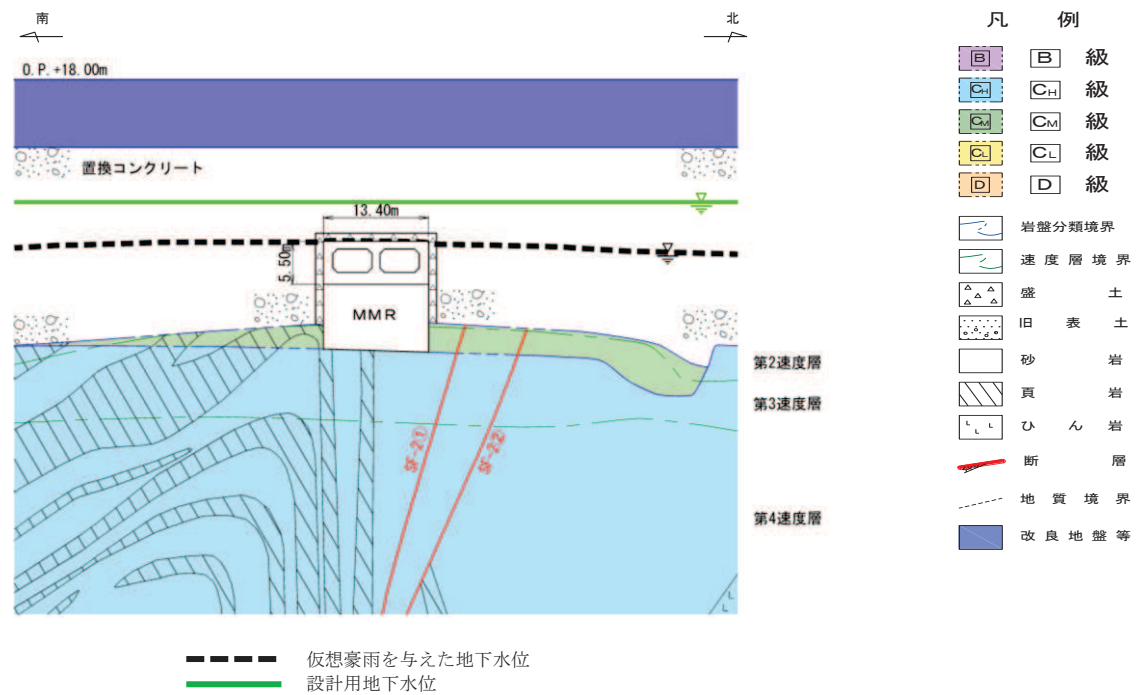 南
北
O.P.+18.00m
置換コンクリート
13.40m
5.50m
MMR
SF-2①
SF-2②
第2速度層
第3速度層
第4速度層
仮想豪雨を与えた地下水位
設計用地下水位
凡 例
B B 級
CH CH 級
CM CM 級
CL CL 級
D D 級
岩盤分類境界
速度層境界
盛 土
旧表土
砂 岩
頁 岩
L L L ひん岩
断 層
地質境界
改良地盤等
L
L
L